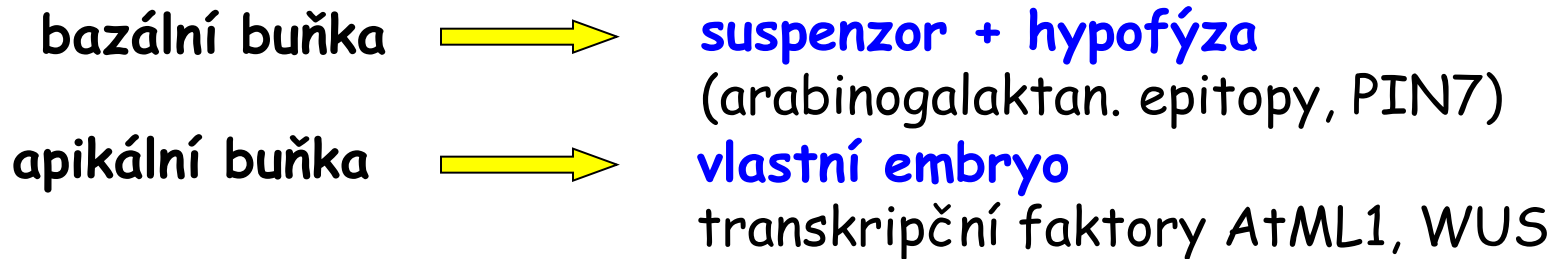 bazální buňka suspenzor + hypofýza
(arabinogalaktan. epitopy, PIN7)
apikální buňka vlastní embryo
transkripční faktory AtML1, WUS